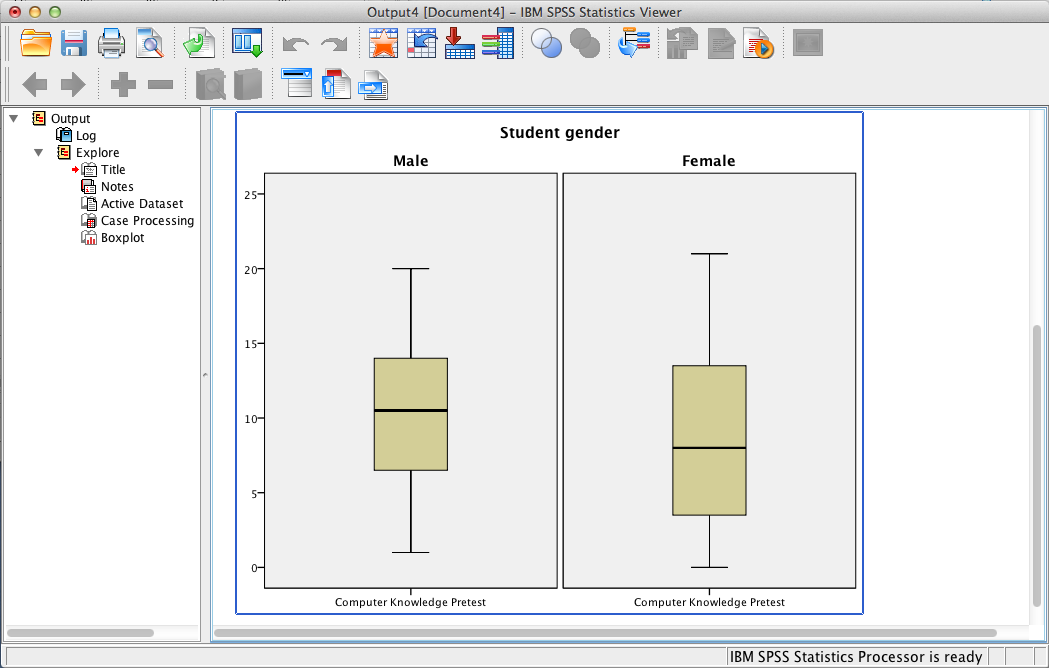 Output4 [Document4] – IBM SPSS Statistics Viewer
Output
Log
Explore
Title
Notes
Active Dataset
Case Processing
Boxplot
Student gender
Male
Female
25
20
15
10
5
0
Computer Knowledge Pretest
Computer Knowledge Pretest
IBM SPSS Statistics Processor is ready